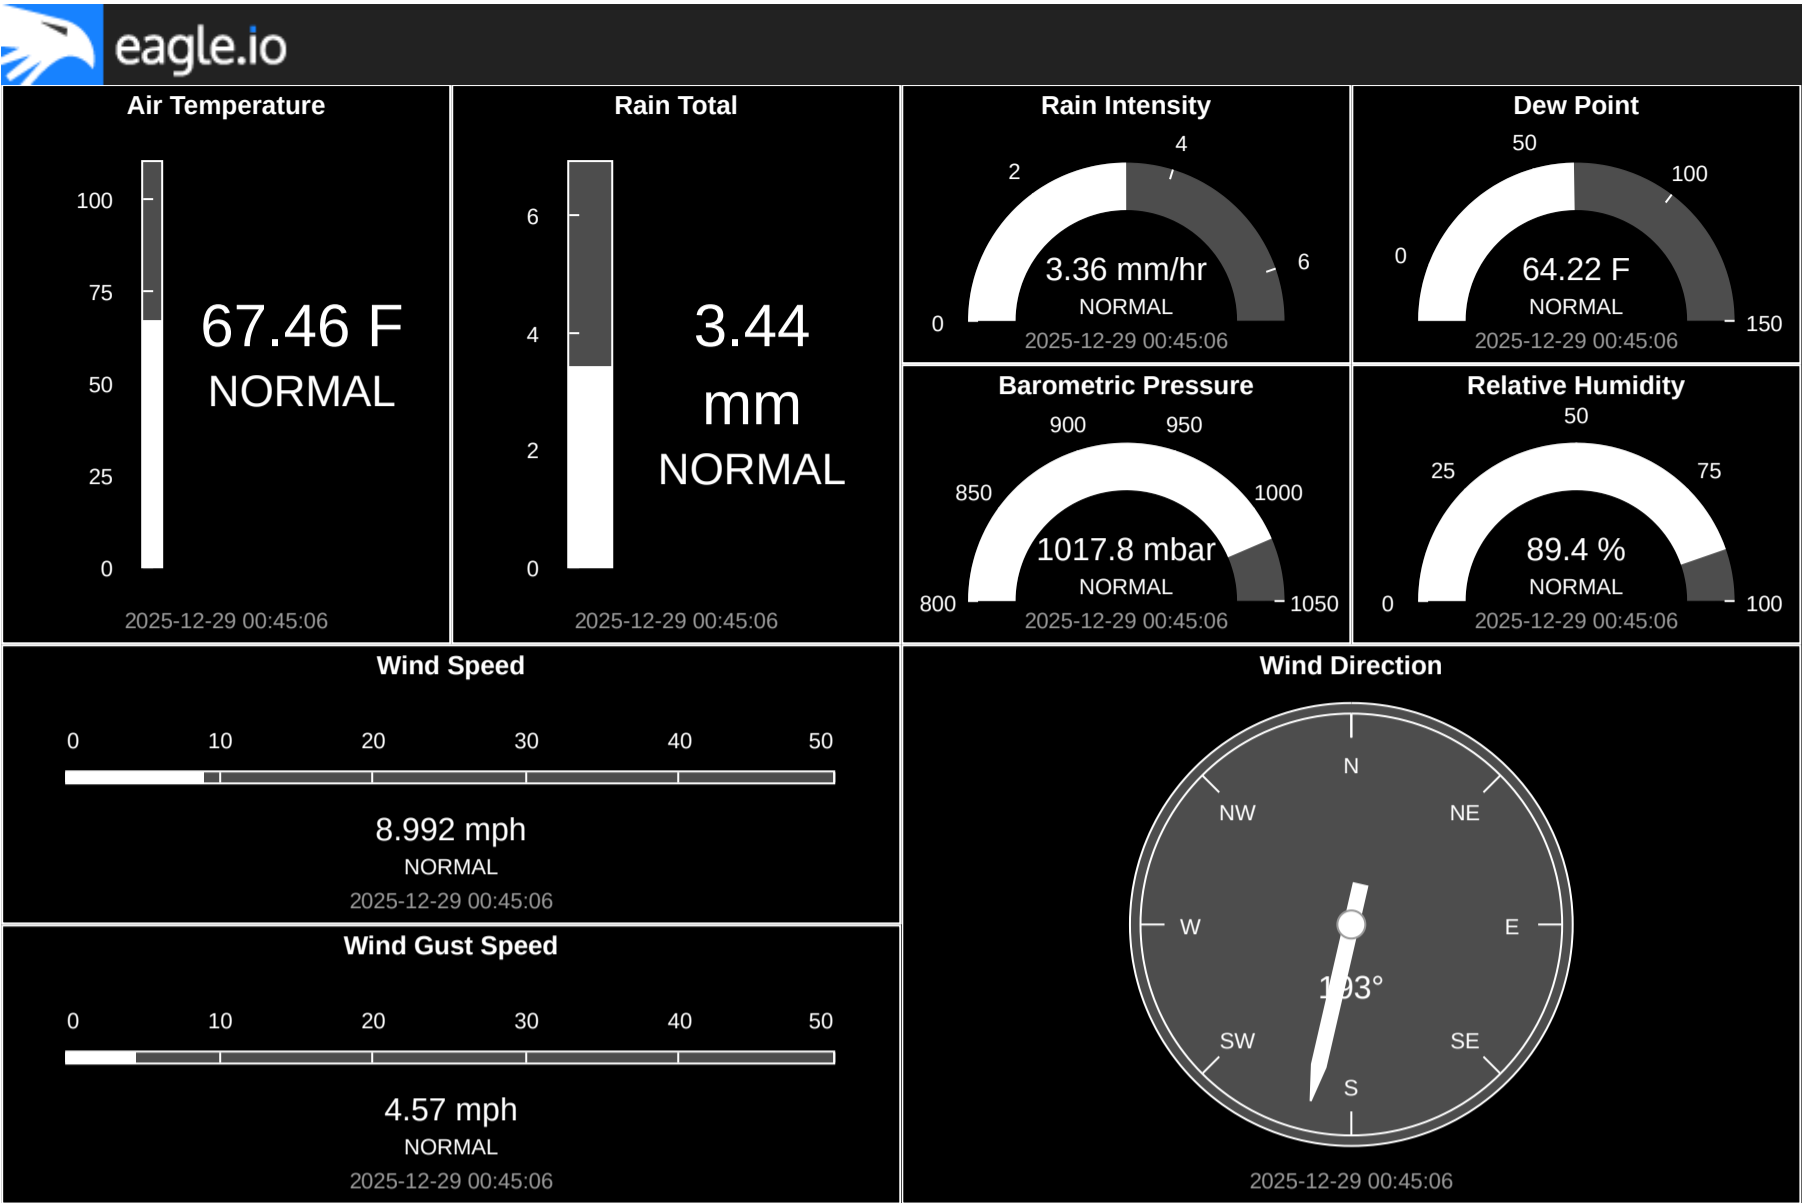 eagle.io
Air Temperature
100
75
50
25
0
67.46 F
NORMAL
2025-12-29 00:45:06
Rain Total
6
4
2
0
3.44
mm
NORMAL
2025-12-29 00:45:06
Rain Intensity
0
2
4
6
3.36 mm/hr
NORMAL
2025-12-29 00:45:06
Dew Point
0
50
100
150
64.22 F
NORMAL
2025-12-29 00:45:06
Barometric Pressure
800
850
900
950
1000
1050
1017.8 mbar
NORMAL
2025-12-29 00:45:06
Relative Humidity
0
25
50
75
100
89.4 %
NORMAL
2025-12-29 00:45:06
Wind Speed
0 10 20 30 40 50
8.992 mph
NORMAL
2025-12-29 00:45:06
Wind Gust Speed
0 10 20 30 40 50
4.57 mph
NORMAL
2025-12-29 00:45:06
Wind Direction
N
NW NE
W E
193°
SW SE
S
2025-12-29 00:45:06